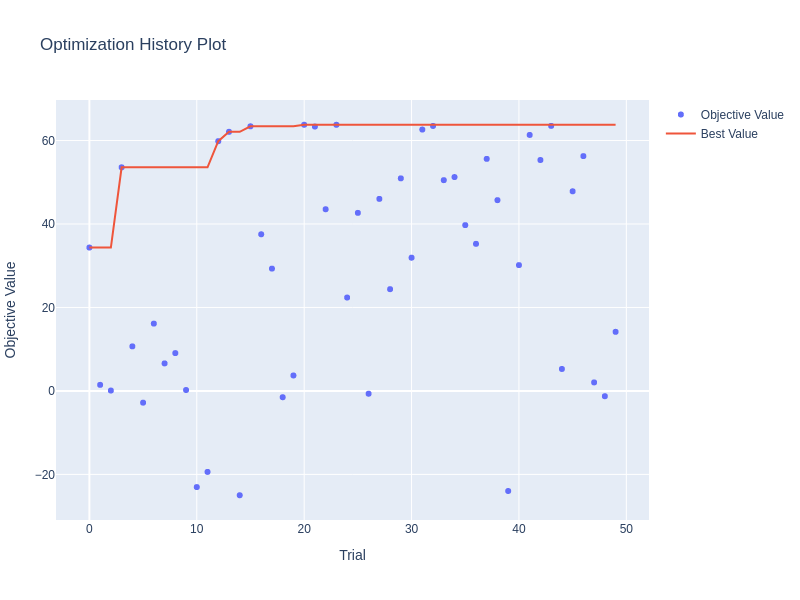 Optimization History Plot
Objective Value
Best Value
60
40
20
0
−20
0
10
20
30
40
50
Trial
Objective Value